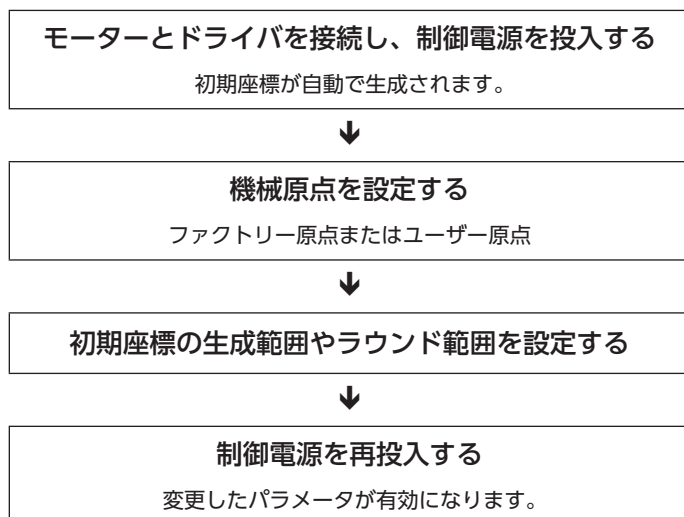 モーターとドライバを接続し、制御電源を投入する
初期座標が自動で生成されます。
機械原点を設定する
ファクトリー原点またはユーザー原点
初期座標の生成範囲やラウンド範囲を設定する
制御電源を再投入する
変更したパラメータが有効になります。